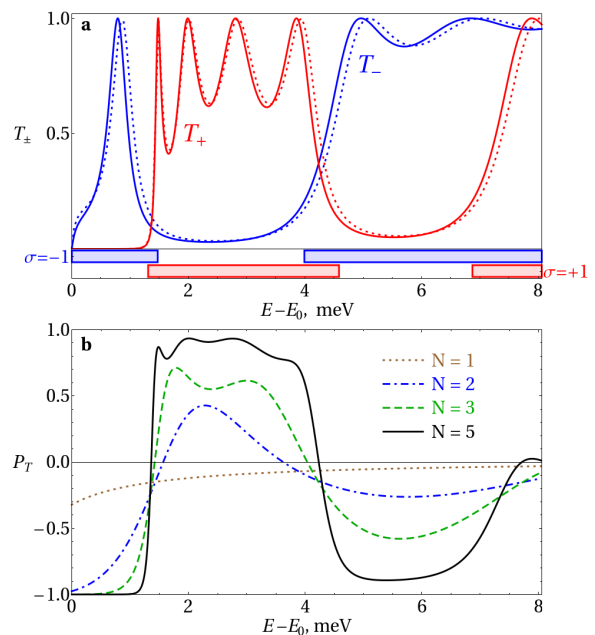 1.0
a
T₋
T₊
T±
0.5
σ=−1
σ=+1
0 2 4 6 8
E−E₀, meV
1.0
b
N = 1
N = 2
0.5
N = 3
N = 5
P_T
0.0
−0.5
−1.0
0 2 4 6 8
E−E₀, meV